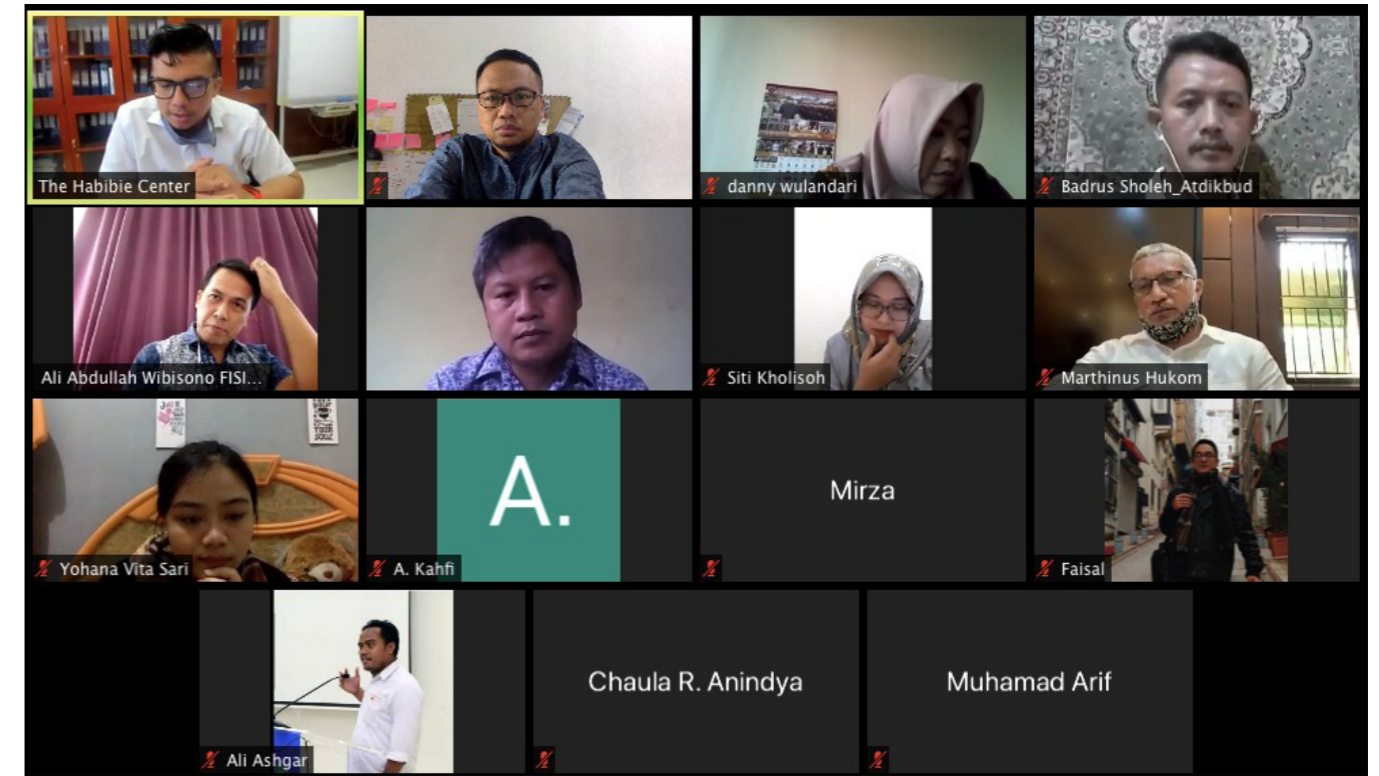 The Habibie Center
danny wulandari
Badrus Sholeh_Atdikbud
Ali Abdullah Wibisono FISI...
Siti Kholisoh
Marthinus Hukom
Yohana Vita Sari
A.
A. Kahfi
Mirza
Faisal
Ali Ashgar
Chaula R. Anindya
Muhamad Arif